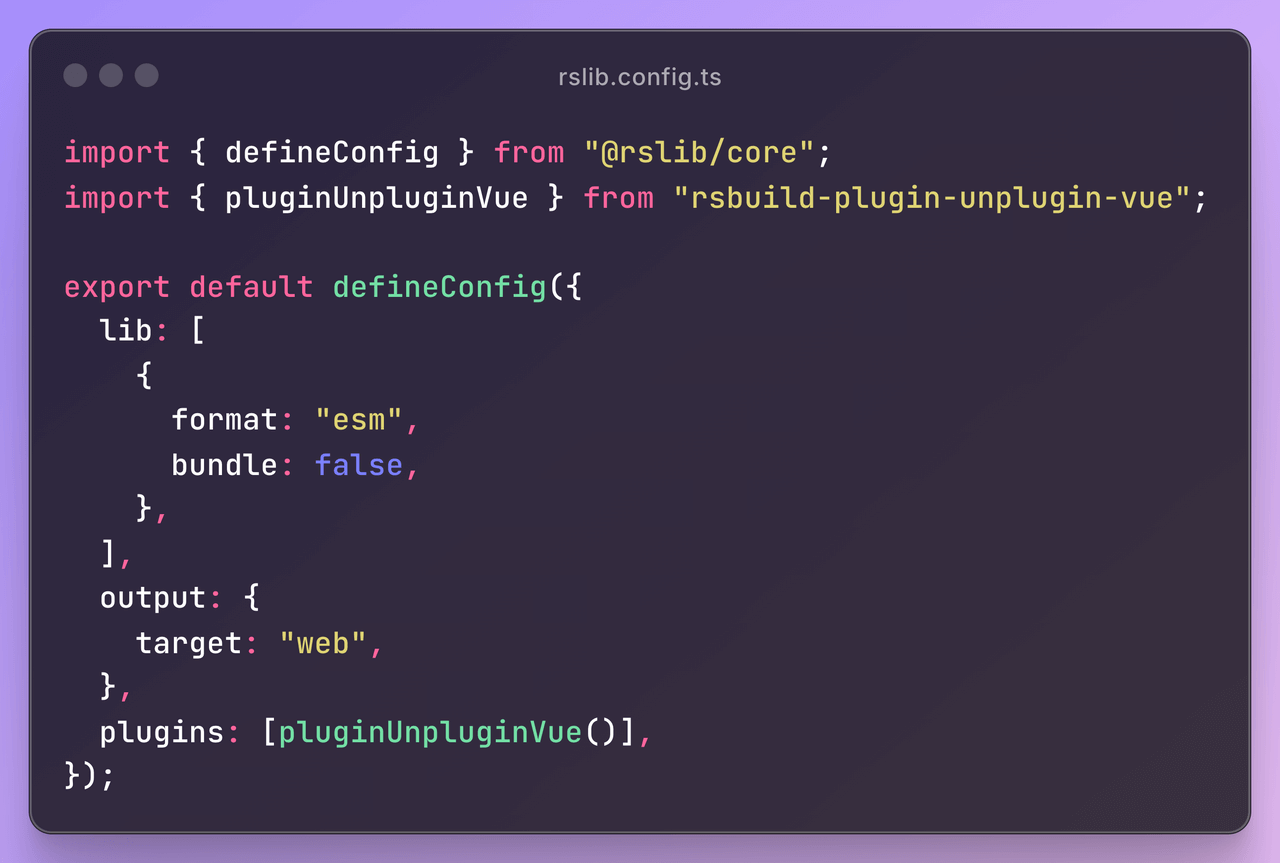 rslib.config.ts
import { defineConfig } from "@rslib/core";
import { pluginUnpluginVue } from "rsbuild-plugin-unplugin-vue";

export default defineConfig({
  lib: [
    {
      format: "esm",
      bundle: false,
    },
  ],
  output: {
    target: "web",
  },
  plugins: [pluginUnpluginVue()],
});